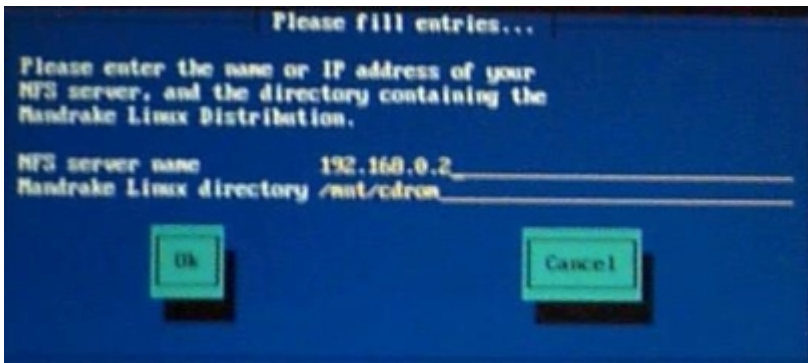 Please fill entries...
Please enter the name or IP address of your
NFS server, and the directory containing the
Mandrake Linux Distribution.
NFS server name 192.168.0.2_
Mandrake Linux directory /mnt/cdrom
Ok Cancel